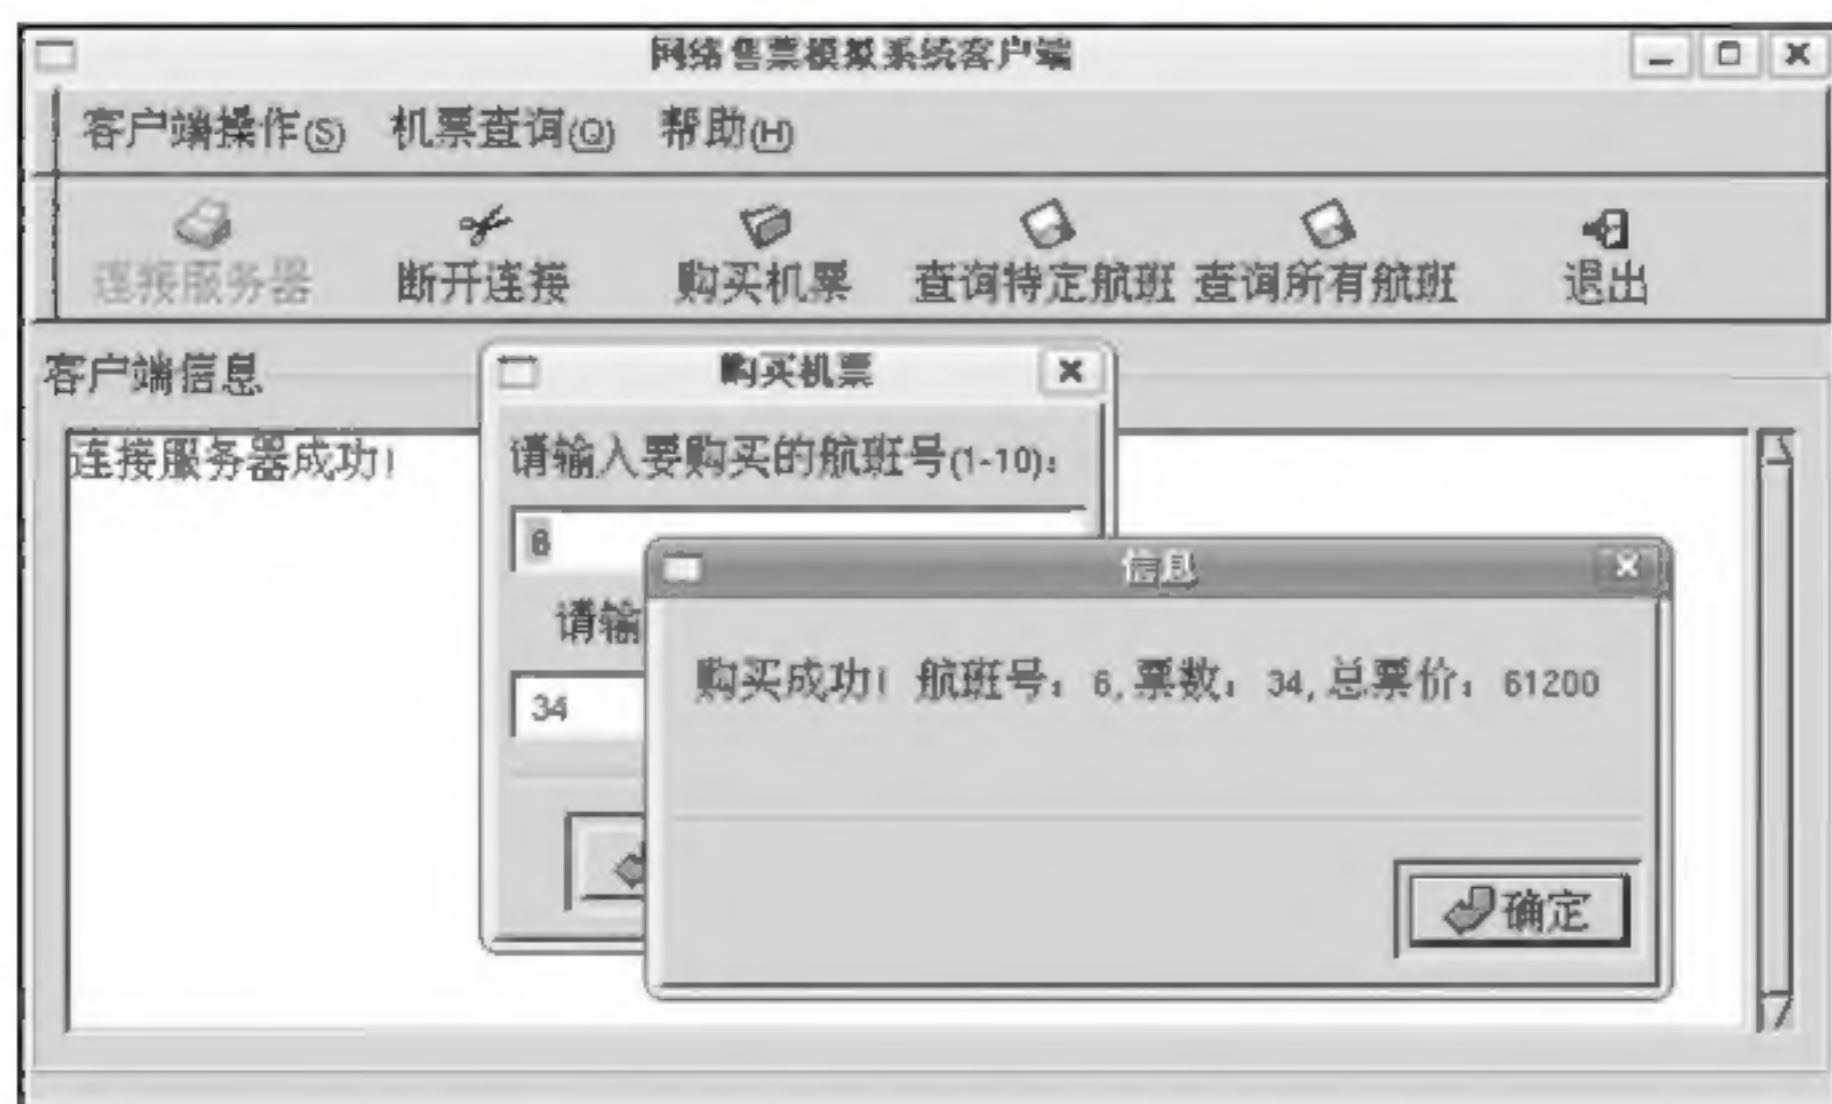 网络售票模拟系统客户端
客户端操作(S) 机票查询(Q) 帮助(H)
连接服务器 断开连接 购买机票 查询特定航班 查询所有航班 退出
客户端信息
连接服务器成功!
购买机票
请输入要购买的航班号(1-10):
6
请输
34
信息
购买成功! 航班号: 6,票数: 34,总票价: 61200
确定